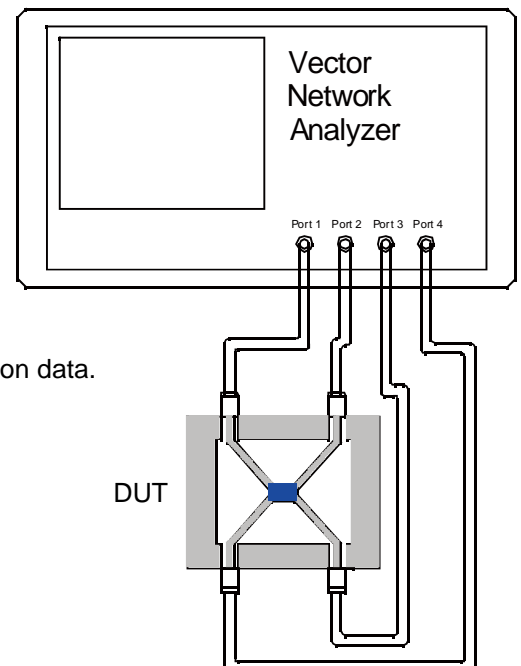 Vector
Network
Analyzer
Port 1 Port 2 Port 3 Port 4
on data.
DUT